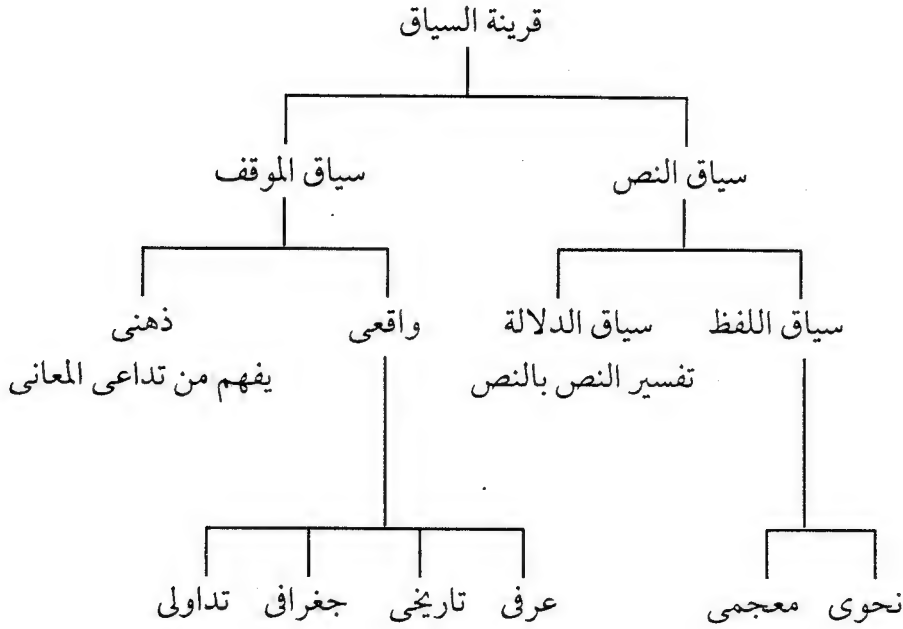 قرينة السياق
سياق النص
سياق الموقف
سياق اللفظ
سياق الدلالة
واقعى
ذهنى
تفسير النص بالنص
يفهم من تداعى المعانى
نحوى
معجمى
عرفى
تاريخى
جغرافى
تداولى